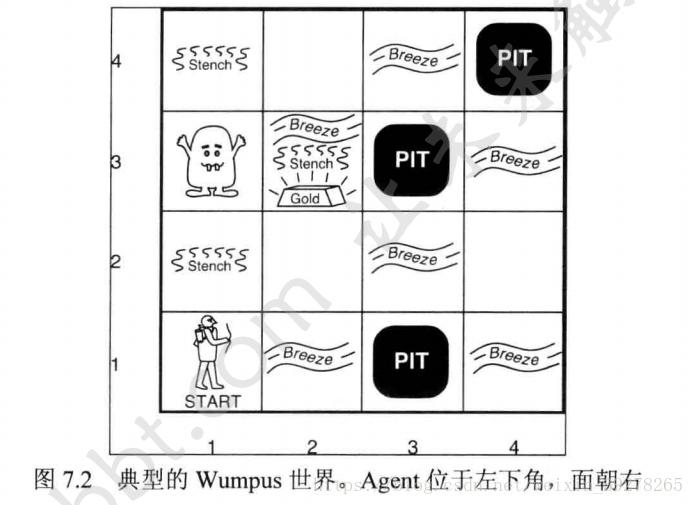 4 Stench Breeze PIT
Breeze
3 Stench PIT Breeze
Gold
2 Stench Breeze
1 Breeze PIT Breeze
START
1 2 3 4
图 7.2 典型的 Wumpus 世界。Agent 位于左下角，面朝右